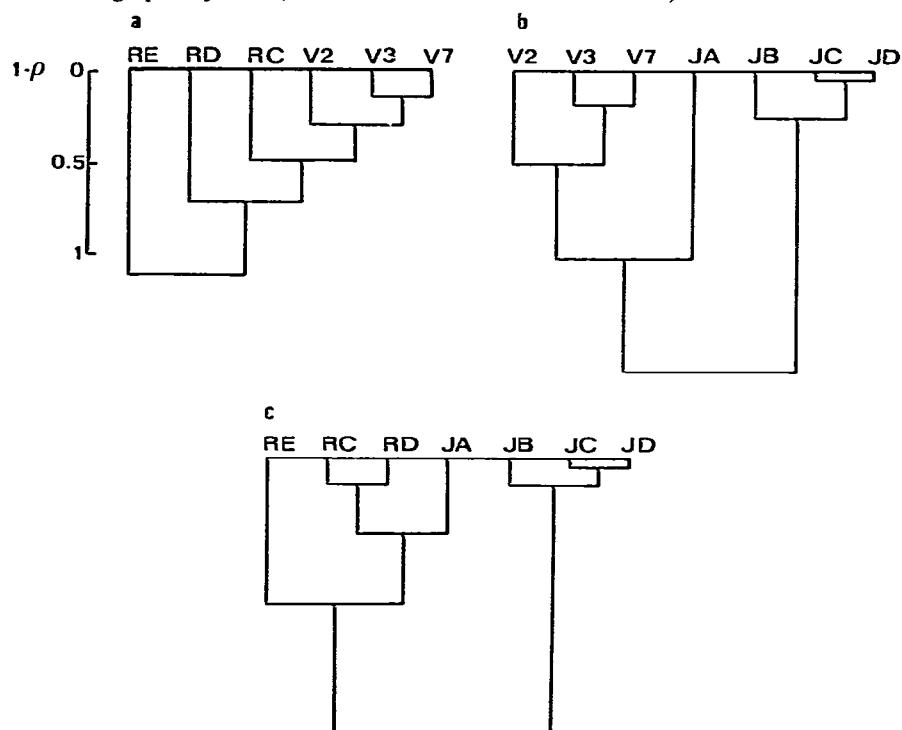 a
RE RD RC V2 V3 V7
1-ρ 0
0.5
1
b
V2 V3 V7 JA JB JC JD
c
RE RC RD JA JB JC JD